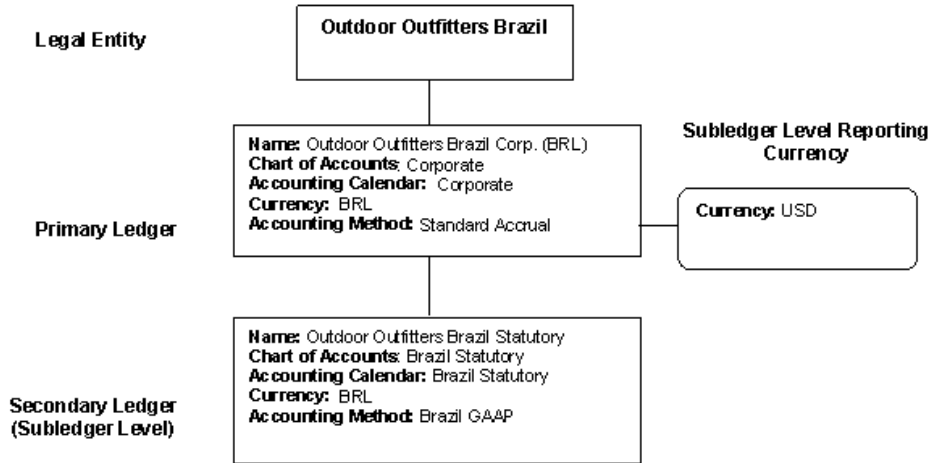 Legal Entity
Outdoor Outfitters Brazil
Name: Outdoor Outfitters Brazil Corp. (BRL)
Chart of Accounts: Corporate
Accounting Calendar: Corporate
Currency: BRL
Accounting Method: Standard Accrual
Primary Ledger
Subledger Level Reporting
Currency
Currency: USD
Name: Outdoor Outfitters Brazil Statutory
Chart of Accounts: Brazil Statutory
Accounting Calendar: Brazil Statutory
Currency: BRL
Accounting Method: Brazil GAAP
Secondary Ledger
(Subledger Level)